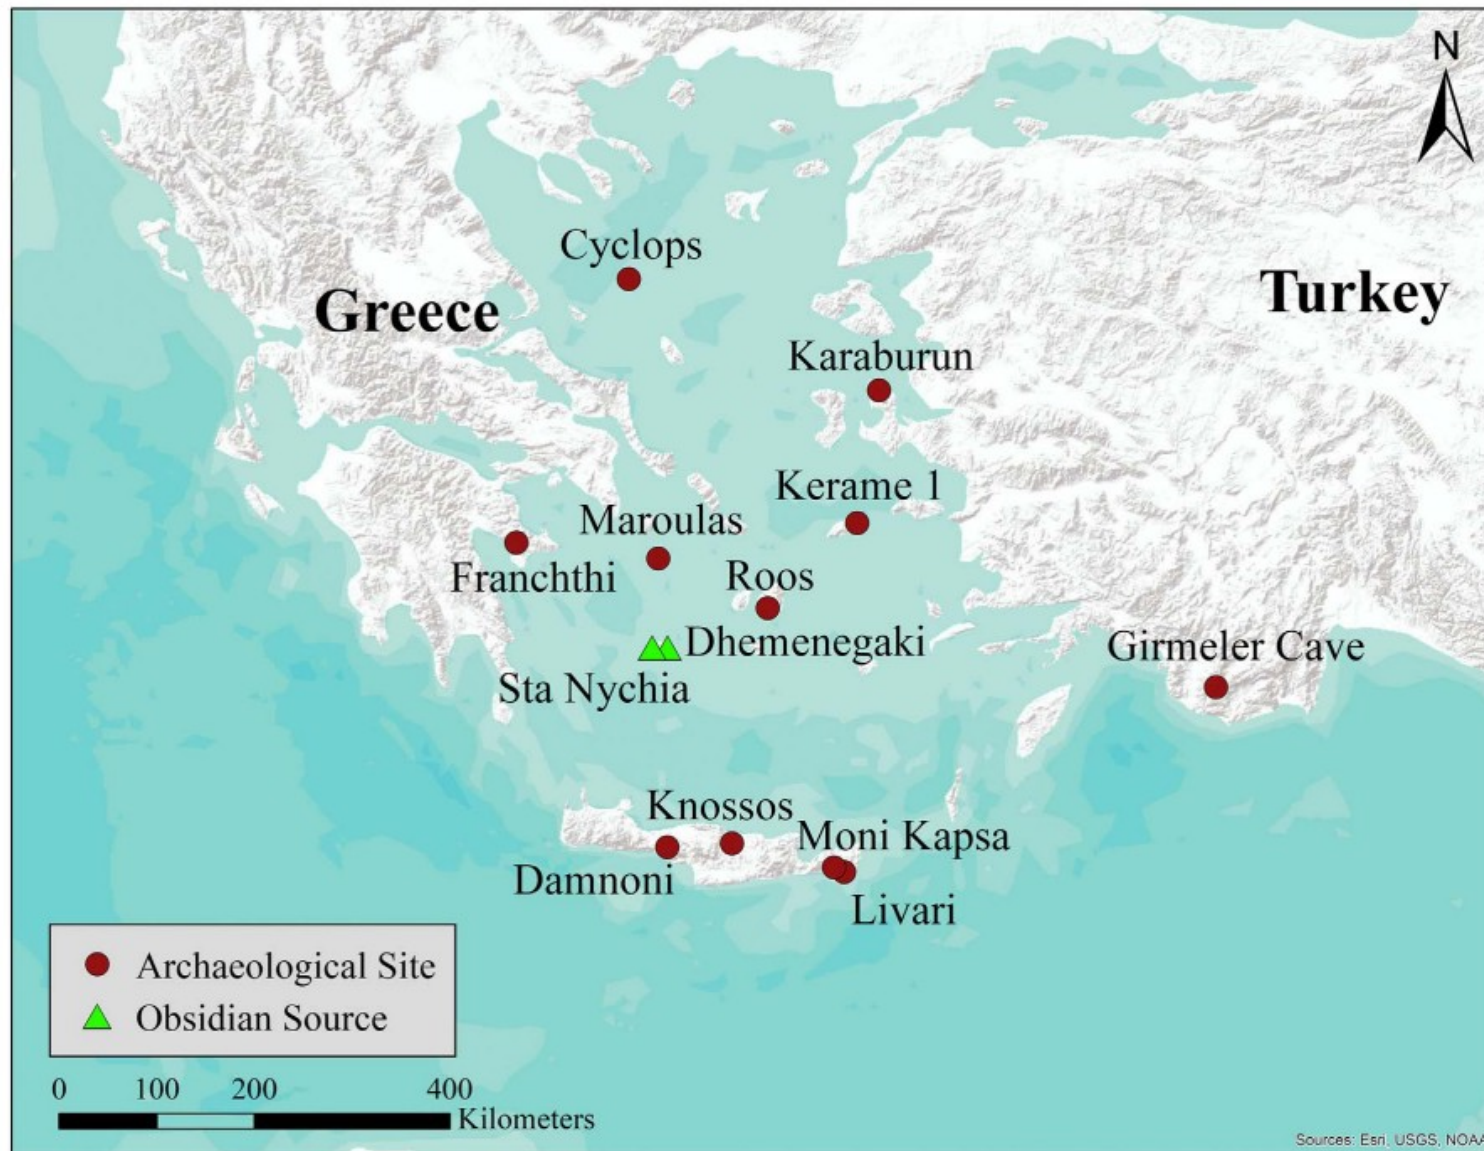 N
Cyclops
Greece
Turkey
Karaburun
Kerame 1
Maroulas
Franchthi
Roos
Dhemenegaki
Girmeler Cave
Sta Nychia
Knossos
Moni Kapsa
Damnoni
Livari
Archaeological Site
Obsidian Source
0 100 200 400
Kilometers
Sources: Esri, USGS, NOAA